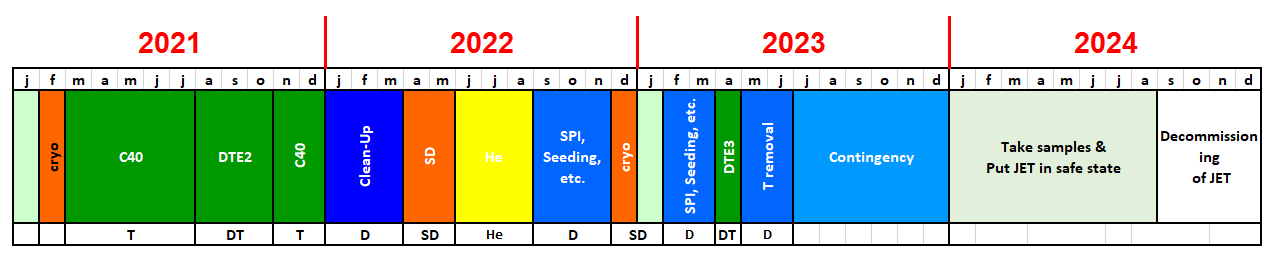 2021 2022 2023 2024
j f m a m j j a s o n d j f m a m j j a s o n d j f m a m j j a s o n d j f m a m j j a s o n d
cryo C40 DTE2 C40 Clean-Up SD He SPI, Seeding, etc. cryo SPI, Seeding, etc. DTE3 T removal Contingency Take samples & Put JET in safe state Decommission ing of JET
T DT T D SD He D SD D DT D